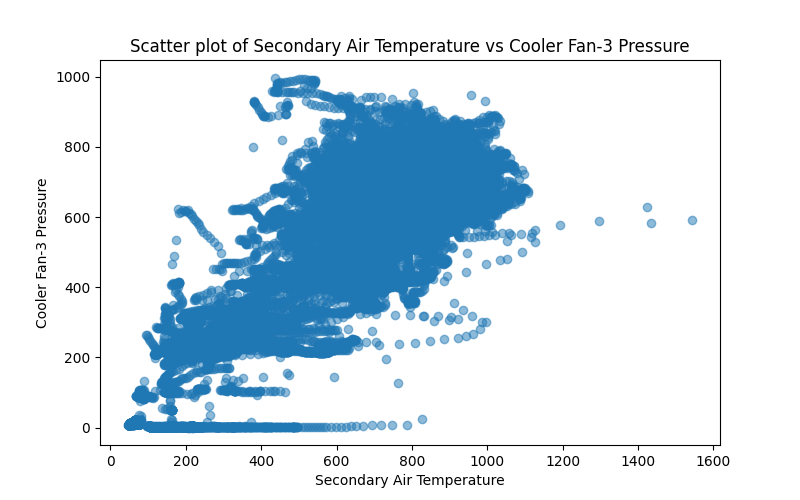 Scatter plot of Secondary Air Temperature vs Cooler Fan-3 Pressure
1000
800
600
400
200
0
Cooler Fan-3 Pressure
0 200 400 600 800 1000 1200 1400 1600
Secondary Air Temperature